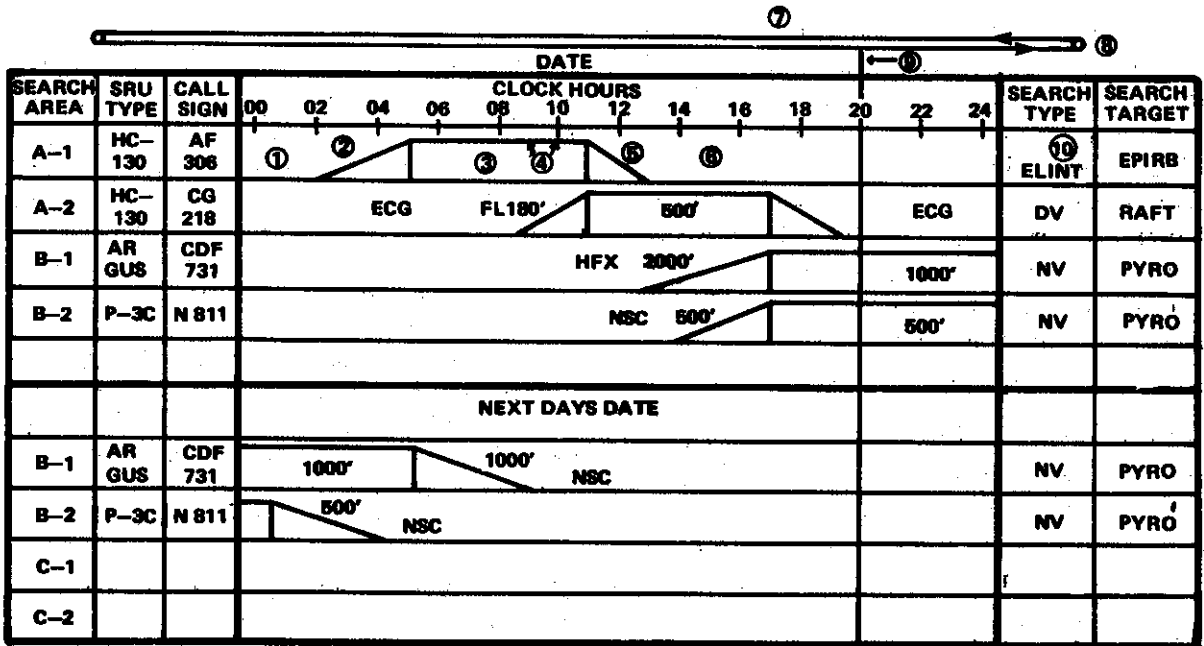 ⑦
⑧
DATE
←⑨
SEARCH AREA SRU TYPE CALL SIGN CLOCK HOURS SEARCH TYPE SEARCH TARGET
00 02 04 06 08 10 12 14 16 18 20 22 24
A-1 HC-130 AF 306 ① ② ③ ④ ⑤ ⑥ ⑩ ELINT EPIRB
A-2 HC-130 CG 218 ECG FL180' 500' ECG DV RAFT
B-1 ARGUS CDF 731 HFX 2000' 1000' NV PYRO
B-2 P-3C N 811 NSC 500' 500' NV PYRO
NEXT DAYS DATE
B-1 ARGUS CDF 731 1000' 1000' NSC NV PYRO
B-2 P-3C N 811 500' NSC NV PYRO
C-1
C-2